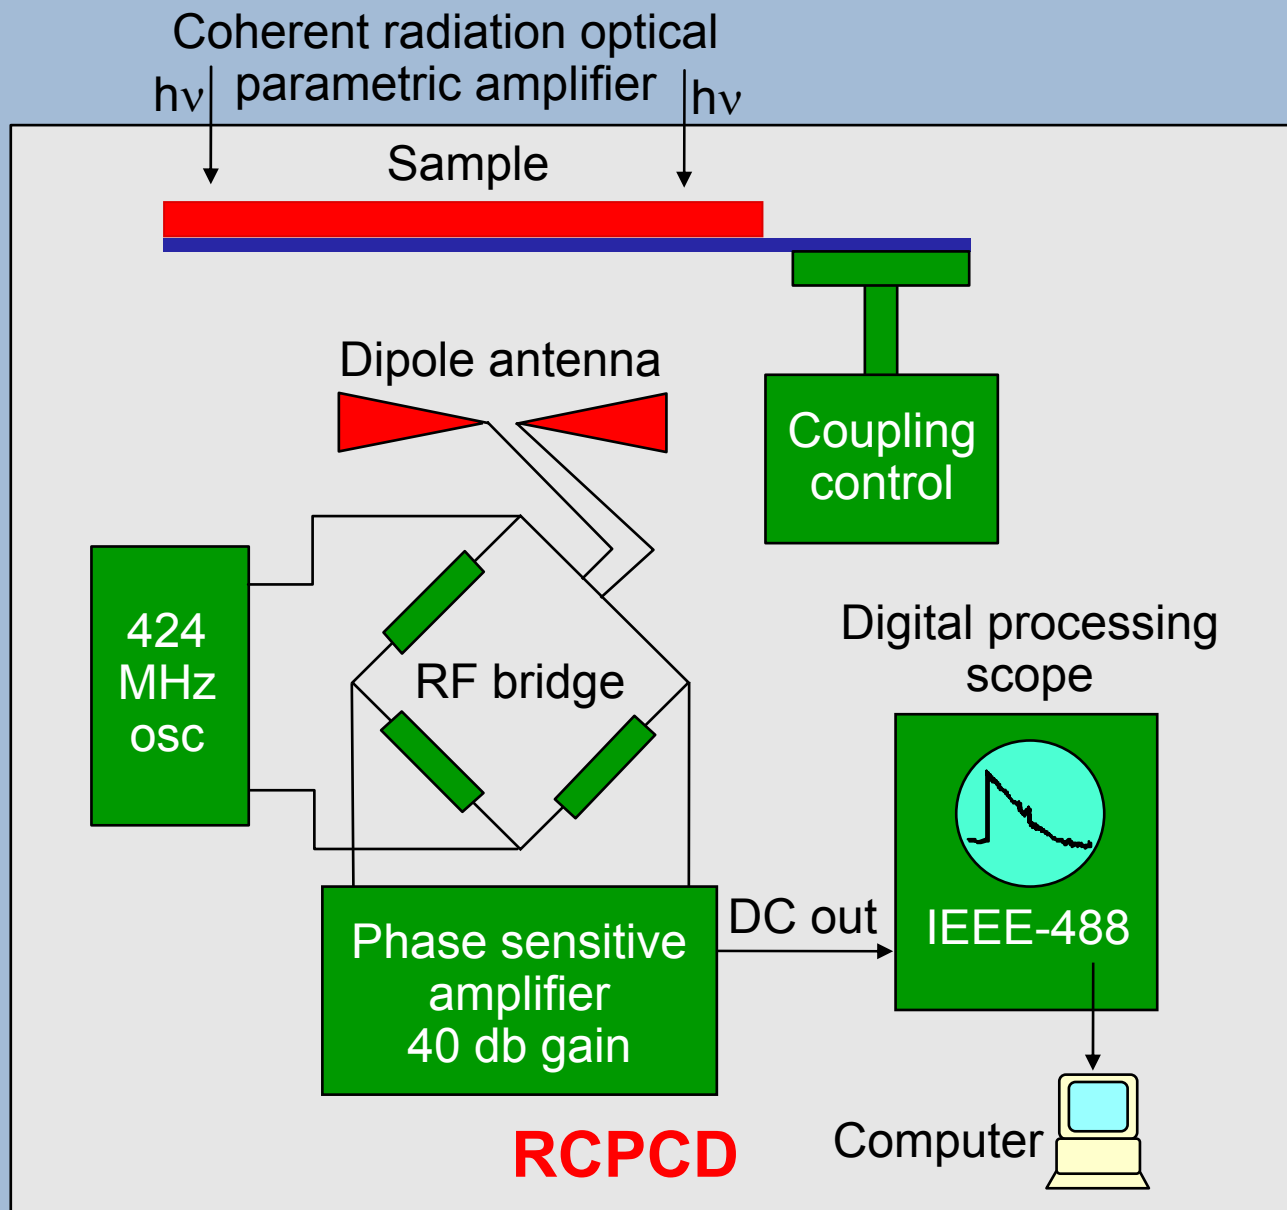 Coherent radiation optical
parametric amplifier
hν
hν
Sample
Dipole antenna
Coupling
control
424
MHz
osc
RF bridge
Digital processing
scope
IEEE-488
Phase sensitive
amplifier
40 db gain
DC out
Computer
RCPCD